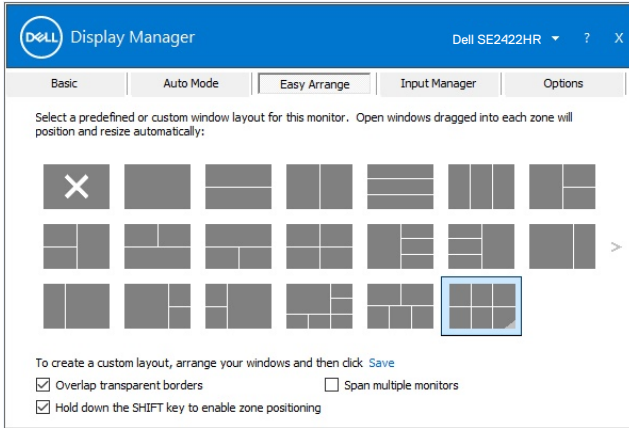 DELL Display Manager Dell SE2422HR ? X
Basic Auto Mode Easy Arrange Input Manager Options
Select a predefined or custom window layout for this monitor. Open windows dragged into each zone will
position and resize automatically:
>
To create a custom layout, arrange your windows and then click Save
Overlap transparent borders Span multiple monitors
Hold down the SHIFT key to enable zone positioning